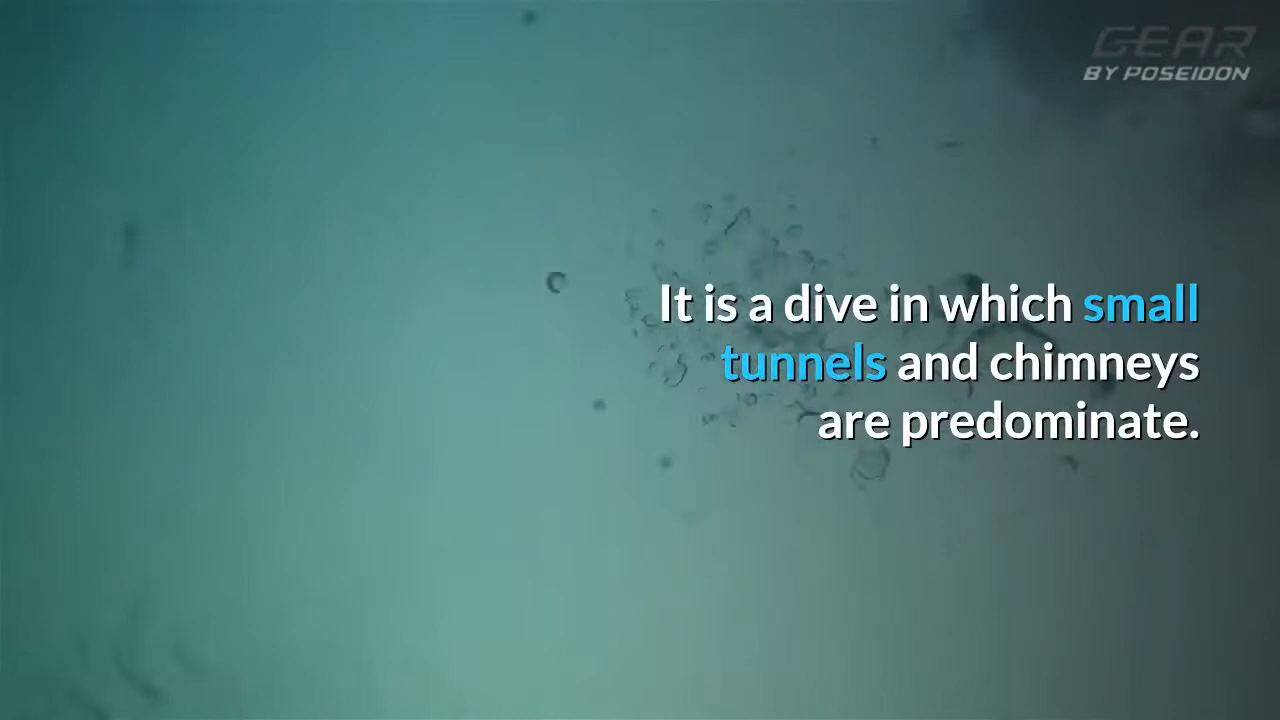 GEAR
BY POSEIDON
It is a dive in which small
tunnels and chimneys
are predominate.